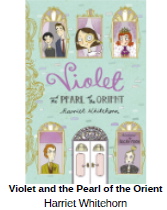 Violet
and the
PEARL of the ORIENT
Harriet Whitehorn
Violet and the Pearl of the Orient
Harriet Whitehorn